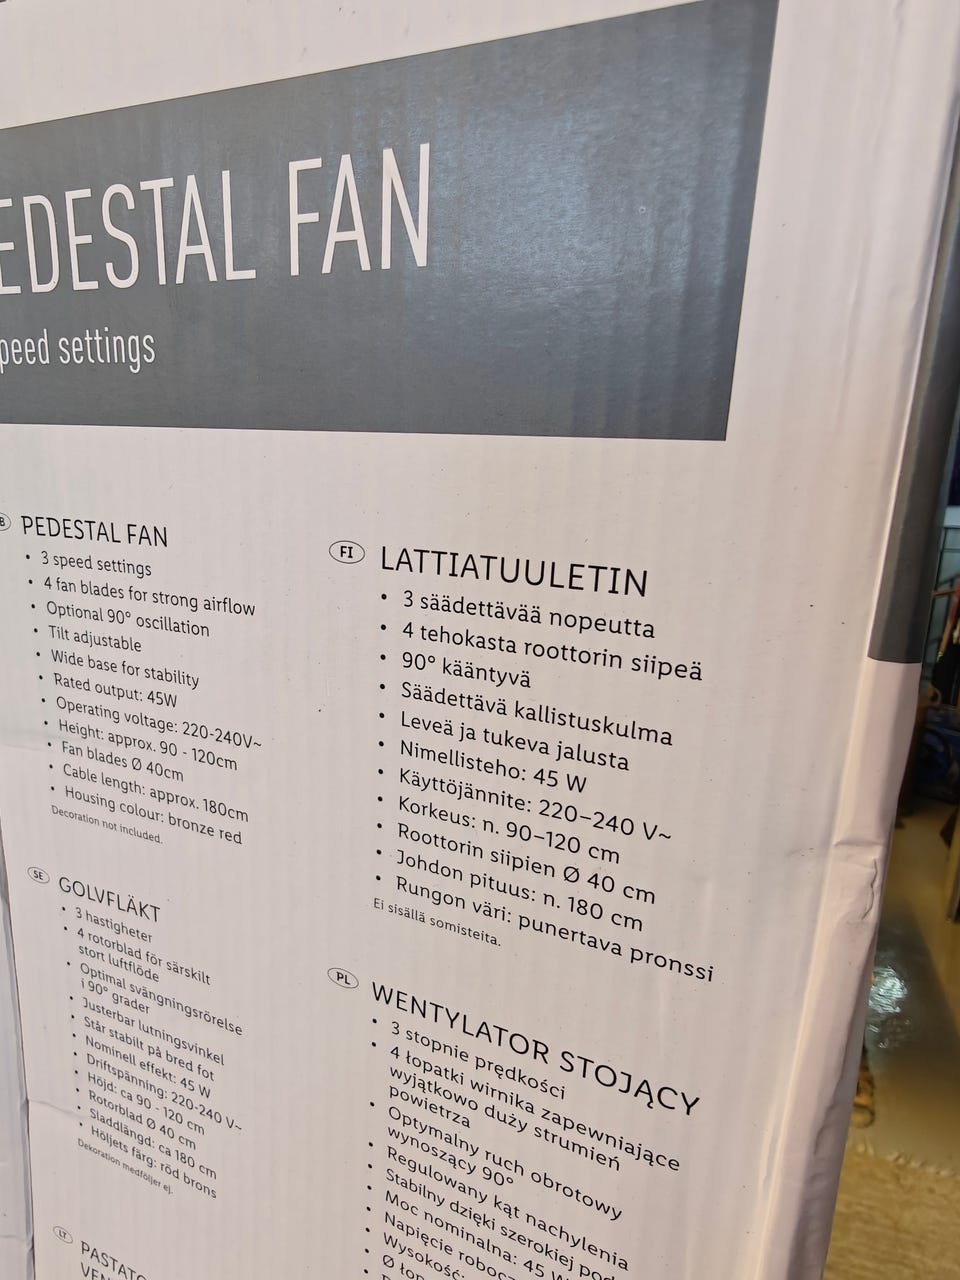 EDESTAL FAN
peed settings
B PEDESTAL FAN
• 3 speed settings
• 4 fan blades for strong airflow
• Optional 90° oscillation
• Tilt adjustable
• Wide base for stability
• Rated output: 45W
• Operating voltage: 220-240V~
• Height: approx. 90 - 120cm
• Fan blades Ø 40cm
• Cable length: approx. 180cm
• Housing colour: bronze red
Decoration not included.
SE GOLVFLÄKT
• 3 hastigheter
• 4 rotorblad för särskilt
stort luftflöde
• Optimal svängningsrörelse
i 90° grader
• Justerbar lutningsvinkel
• Står stabilt på bred fot
• Nominell effekt: 45 W
• Driftspänning: 220-240 V~
• Höjd: ca 90 - 120 cm
• Rotorblad Ø 40 cm
• Sladdlängd: ca 180 cm
• Höljets färg: röd brons
Dekoration medföljer ej.
LT PASTATO
VEN
FI LATTIATUULETIN
• 3 säädettävää nopeutta
• 4 tehokasta roottorin siipeä
• 90° kääntyvä
• Säädettävä kallistuskulma
• Leveä ja tukeva jalusta
• Nimellisteho: 45 W
• Käyttöjännite: 220–240 V~
• Korkeus: n. 90–120 cm
• Roottorin siipien Ø 40 cm
• Johdon pituus: n. 180 cm
• Rungon väri: punertava pronssi
Ei sisällä somisteita.
PL WENTYLATOR STOJĄCY
• 3 stopnie prędkości
• 4 łopatki wirnika zapewniające
wyjątkowo duży strumień
powietrza
• Optymalny ruch obrotowy
wynoszący 90°
• Regulowany kąt nachylenia
• Stabilny dzięki szerokiej pod
• Moc nominalna: 45 W
• Napięcie robocz
• Wysokość:
• Ø łop